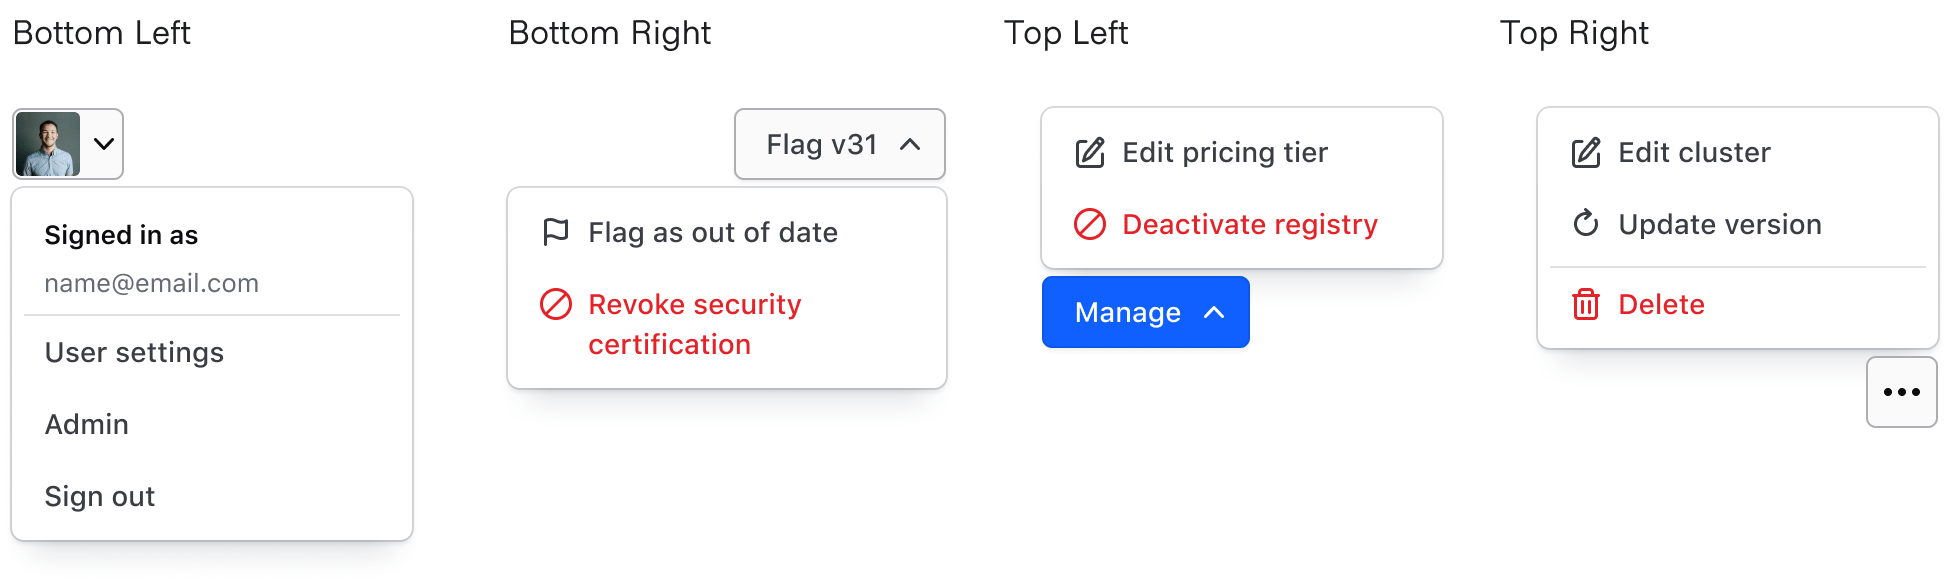 Bottom Left
Signed in as
name@email.com
User settings
Admin
Sign out
Bottom Right
Flag v31
Flag as out of date
Revoke security
certification
Top Left
Edit pricing tier
Deactivate registry
Manage
Top Right
Edit cluster
Update version
Delete